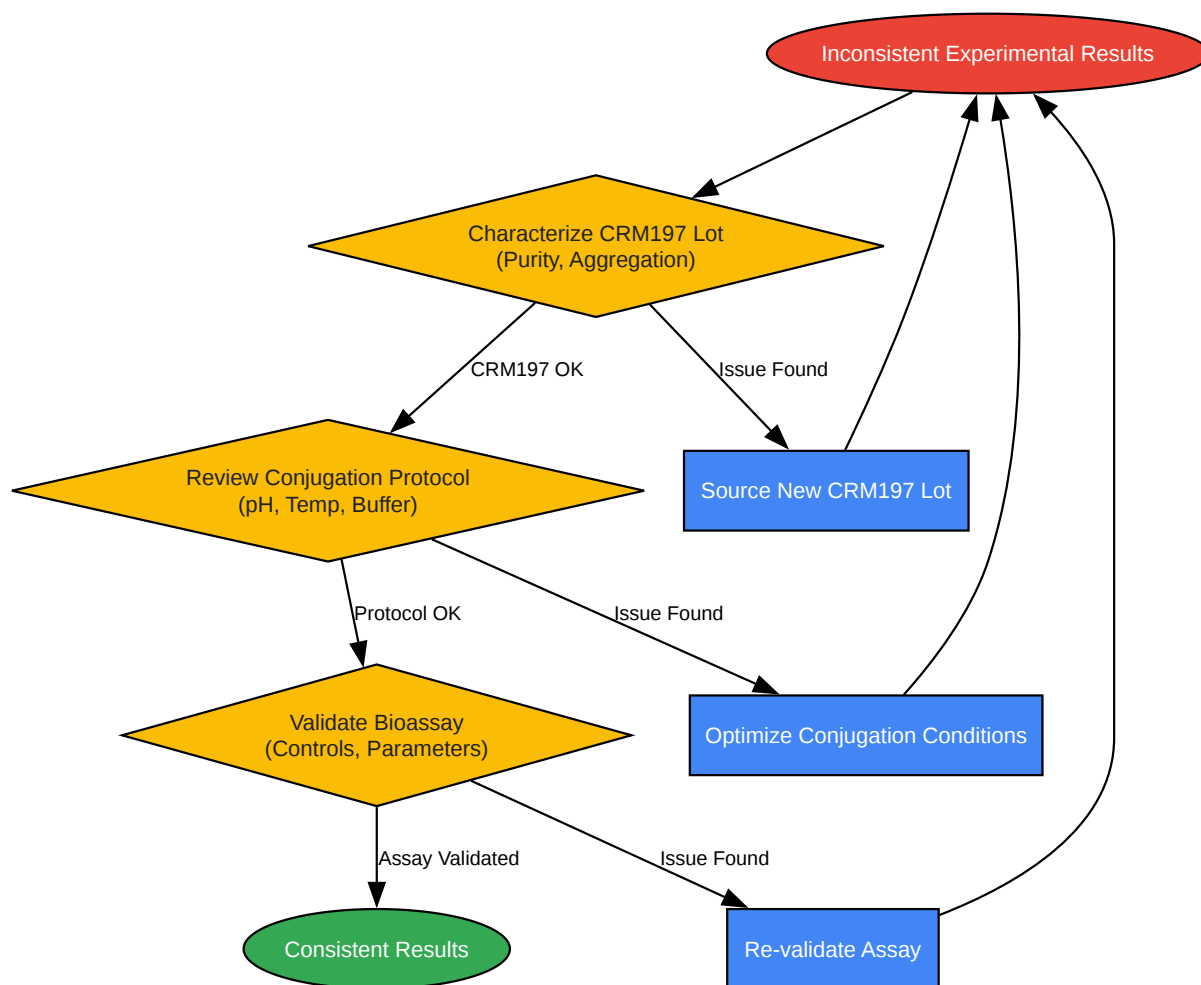 Inconsistent Experimental Results
Characterize CRM197 Lot
(Purity, Aggregation)
CRM197 OK
Issue Found
Review Conjugation Protocol
(pH, Temp, Buffer)
Source New CRM197 Lot
Protocol OK
Issue Found
Validate Bioassay
(Controls, Parameters)
Optimize Conjugation Conditions
Assay Validated
Issue Found
Consistent Results
Re-validate Assay